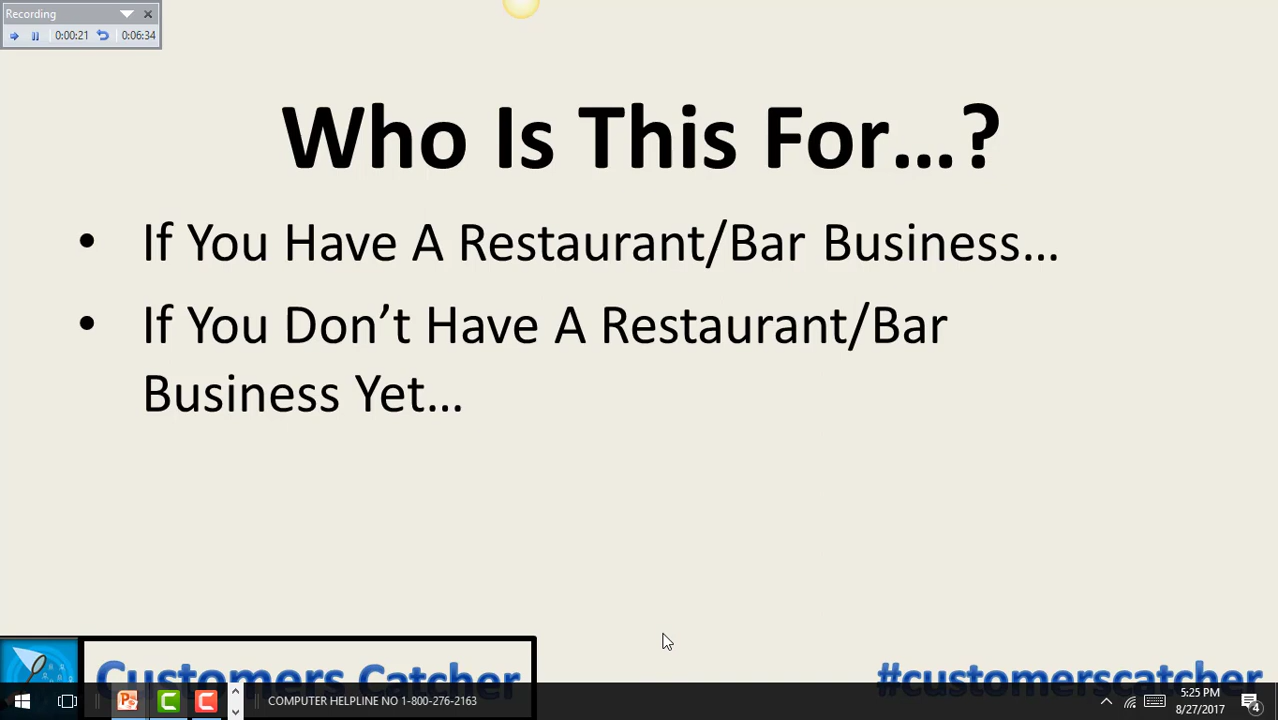 Recording
0:00:21 0:06:34
Who Is This For...?
• If You Have A Restaurant/Bar Business...
• If You Don't Have A Restaurant/Bar
Business Yet...
Customers Catcher
#customerscatcher
COMPUTER HELPLINE NO 1-800-276-2163
5:25 PM
8/27/2017
4